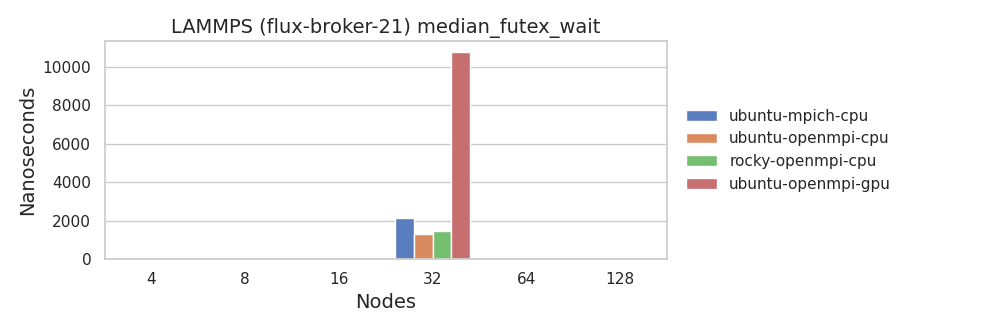 LAMMPS (flux-broker-21) median_futex_wait
Nanoseconds
10000
8000
6000
4000
2000
0
4 8 16 32 64 128
Nodes
ubuntu-mpich-cpu
ubuntu-openmpi-cpu
rocky-openmpi-cpu
ubuntu-openmpi-gpu